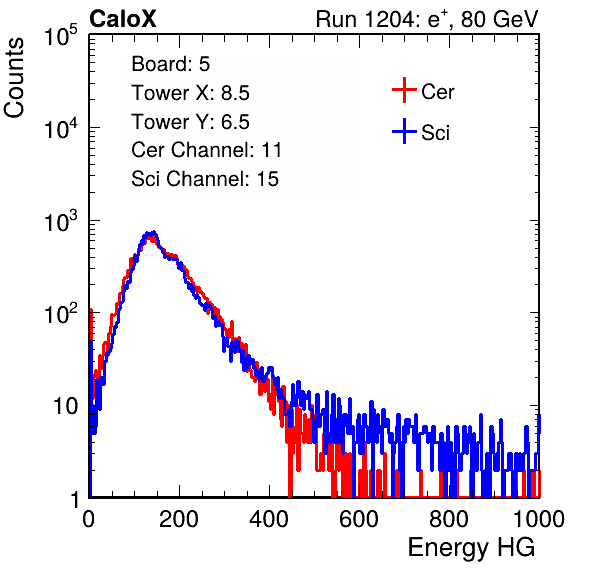 CaloX Run 1204: e⁺, 80 GeV
Counts
Board: 5
Tower X: 8.5
Tower Y: 6.5
Cer Channel: 11
Sci Channel: 15
Cer
Sci
10⁵
10⁴
10³
10²
10
1
0 200 400 600 800 1000
Energy HG